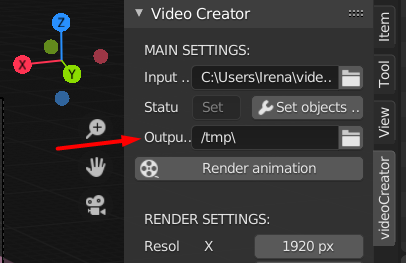 Z
X
Y
Video Creator
MAIN SETTINGS:
Input .. C:\Users\Irena\vide..
Statu Set Set objects ..
Outpu.. /tmp\
Render animation
RENDER SETTINGS:
Resol X 1920 px
Item
Tool
View
videoCreator